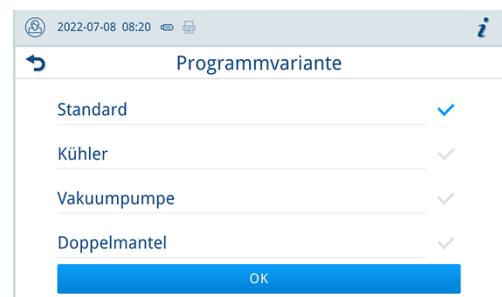 2022-07-08 08:20 i
Programmvariante
Standard
Kühler
Vakuumpumpe
Doppelmantel
OK